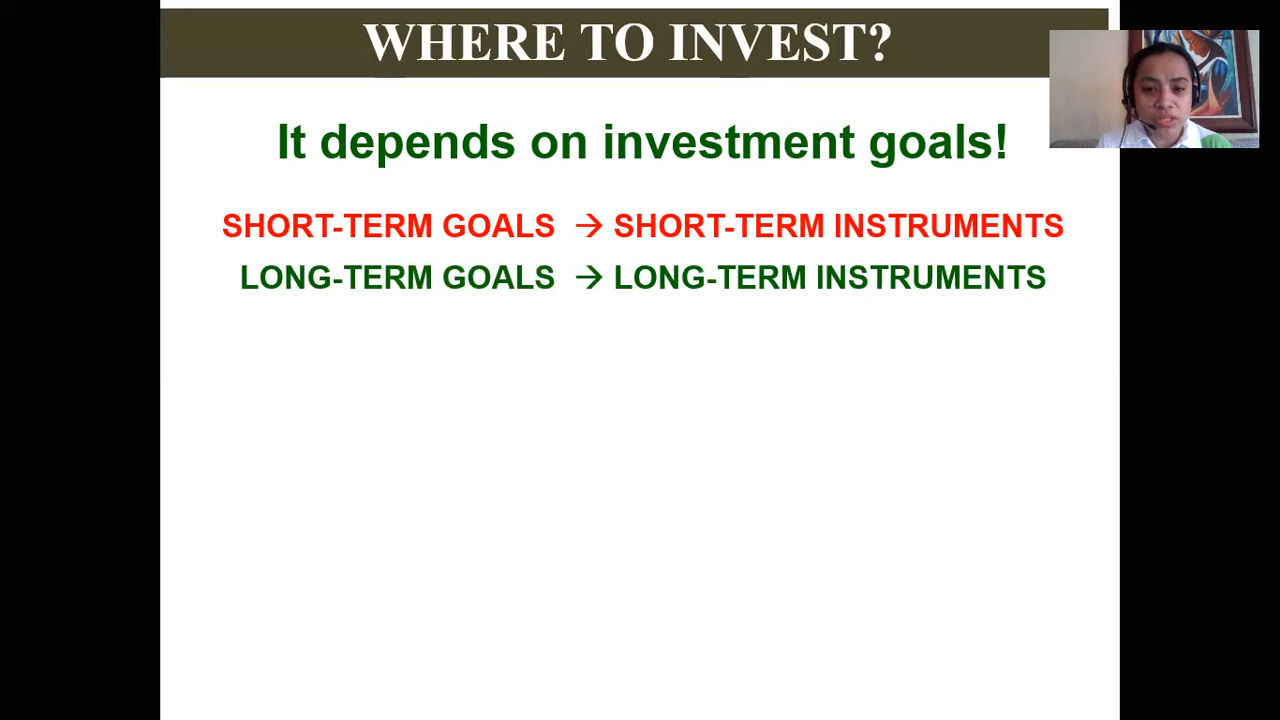 WHERE TO INVEST?
It depends on investment goals!
SHORT-TERM GOALS → SHORT-TERM INSTRUMENTS
LONG-TERM GOALS → LONG-TERM INSTRUMENTS